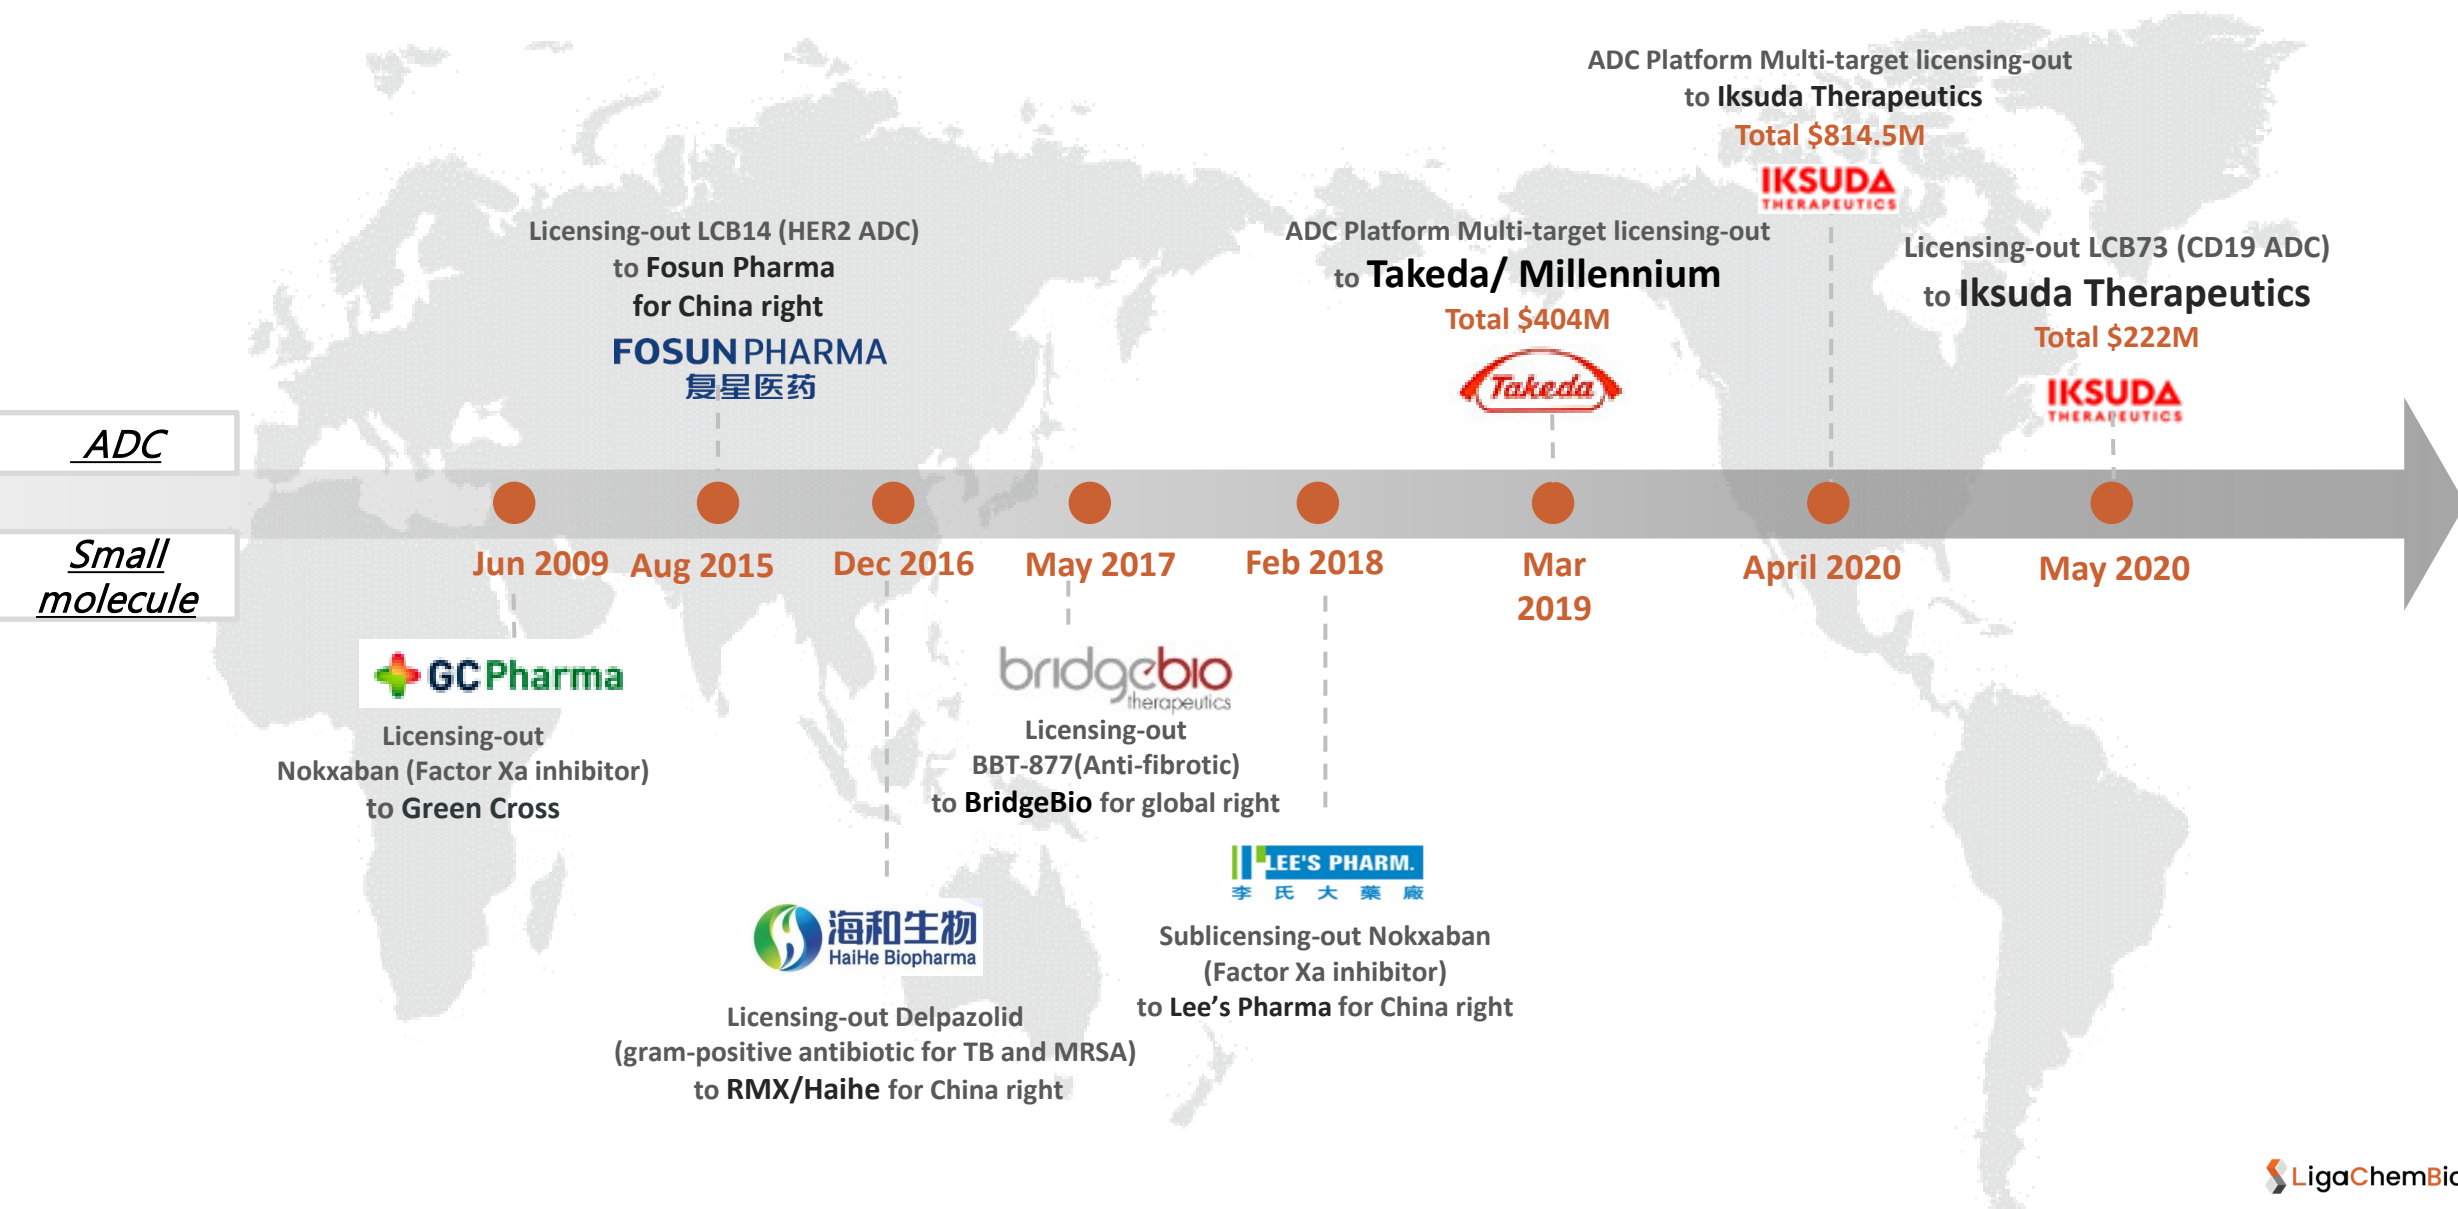 ADC Platform Multi-target licensing-out
to Iksuda Therapeutics
Total $814.5M
IKSUDA
THERAPEUTICS
Licensing-out LCB14 (HER2 ADC)
to Fosun Pharma
for China right
FOSUN PHARMA
复星医药
ADC Platform Multi-target licensing-out
to Takeda/ Millennium
Total $404M
Takeda
Licensing-out LCB73 (CD19 ADC)
to Iksuda Therapeutics
Total $222M
IKSUDA
THERAPEUTICS
ADC
Small
molecule
Jun 2009
Aug 2015
Dec 2016
May 2017
Feb 2018
Mar
2019
April 2020
May 2020
GC Pharma
Licensing-out
Nokxaban (Factor Xa inhibitor)
to Green Cross
bridgebio
therapeutics
Licensing-out
BBT-877(Anti-fibrotic)
to BridgeBio for global right
海和生物
HaiHe Biopharma
Licensing-out Delpazolid
(gram-positive antibiotic for TB and MRSA)
to RMX/Haihe for China right
LEE'S PHARM.
李氏大藥廠
Sublicensing-out Nokxaban
(Factor Xa inhibitor)
to Lee’s Pharma for China right
LigaChemBio